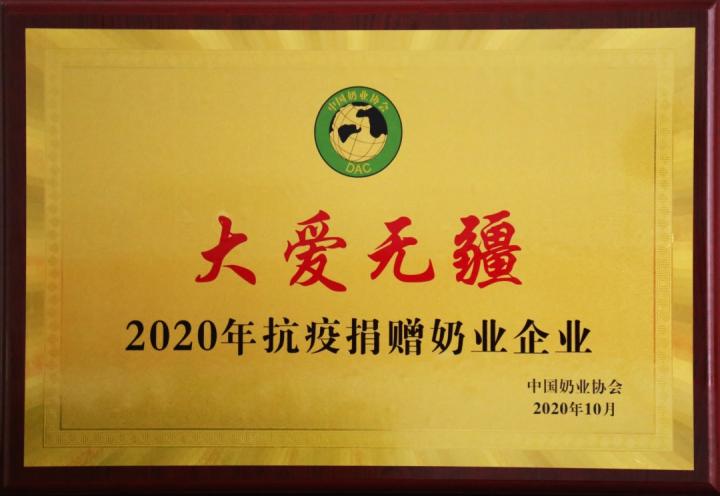 中国奶业协会
DAC
大爱无疆
2020年抗疫捐赠奶业企业
中国奶业协会
2020年10月